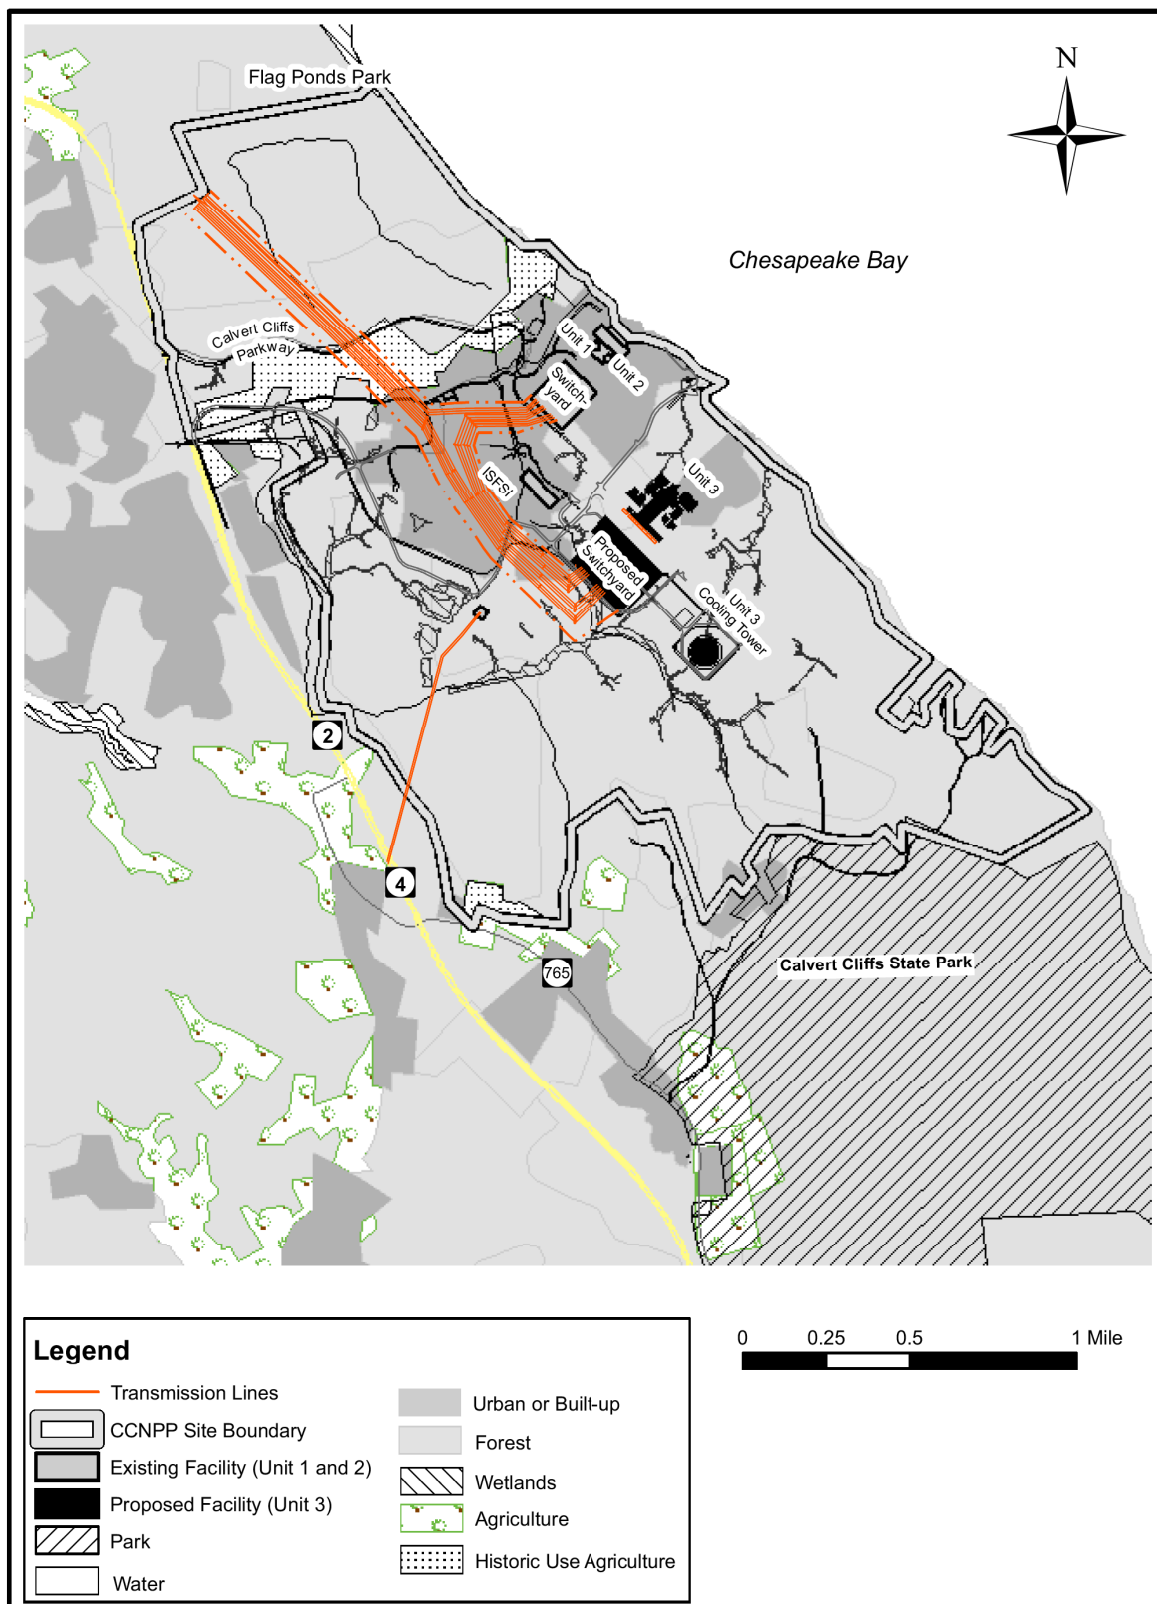 Flag Ponds Park
N
Chesapeake Bay
Calvert Cliffs
Parkway
Unit 1
Unit 2
Switch-
yard
ISFSI
Unit 3
Proposed
Switchyard
Unit 3
Cooling Tower
2
4
765
Calvert Cliffs State Park
Legend
Transmission Lines
CCNPP Site Boundary
Existing Facility (Unit 1 and 2)
Proposed Facility (Unit 3)
Park
Water
Urban or Built-up
Forest
Wetlands
Agriculture
Historic Use Agriculture
0 0.25 0.5 1 Mile